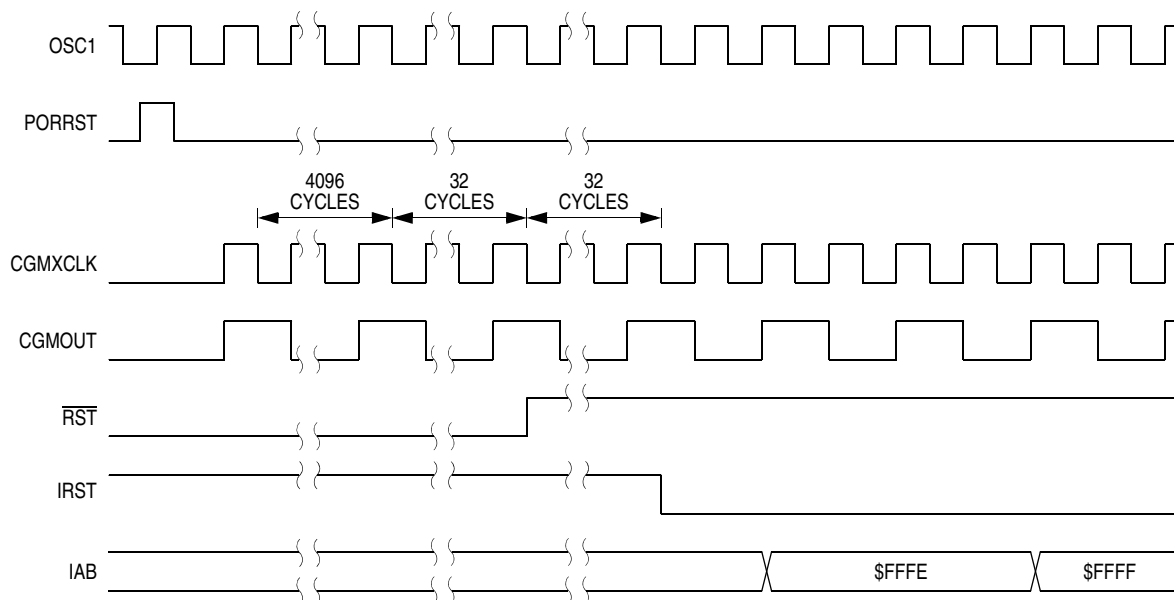 OSC1
PORRST
4096
CYCLES
32
CYCLES
32
CYCLES
CGMXCLK
CGMOUT
RST
IRST
IAB
$FFFE
$FFFF